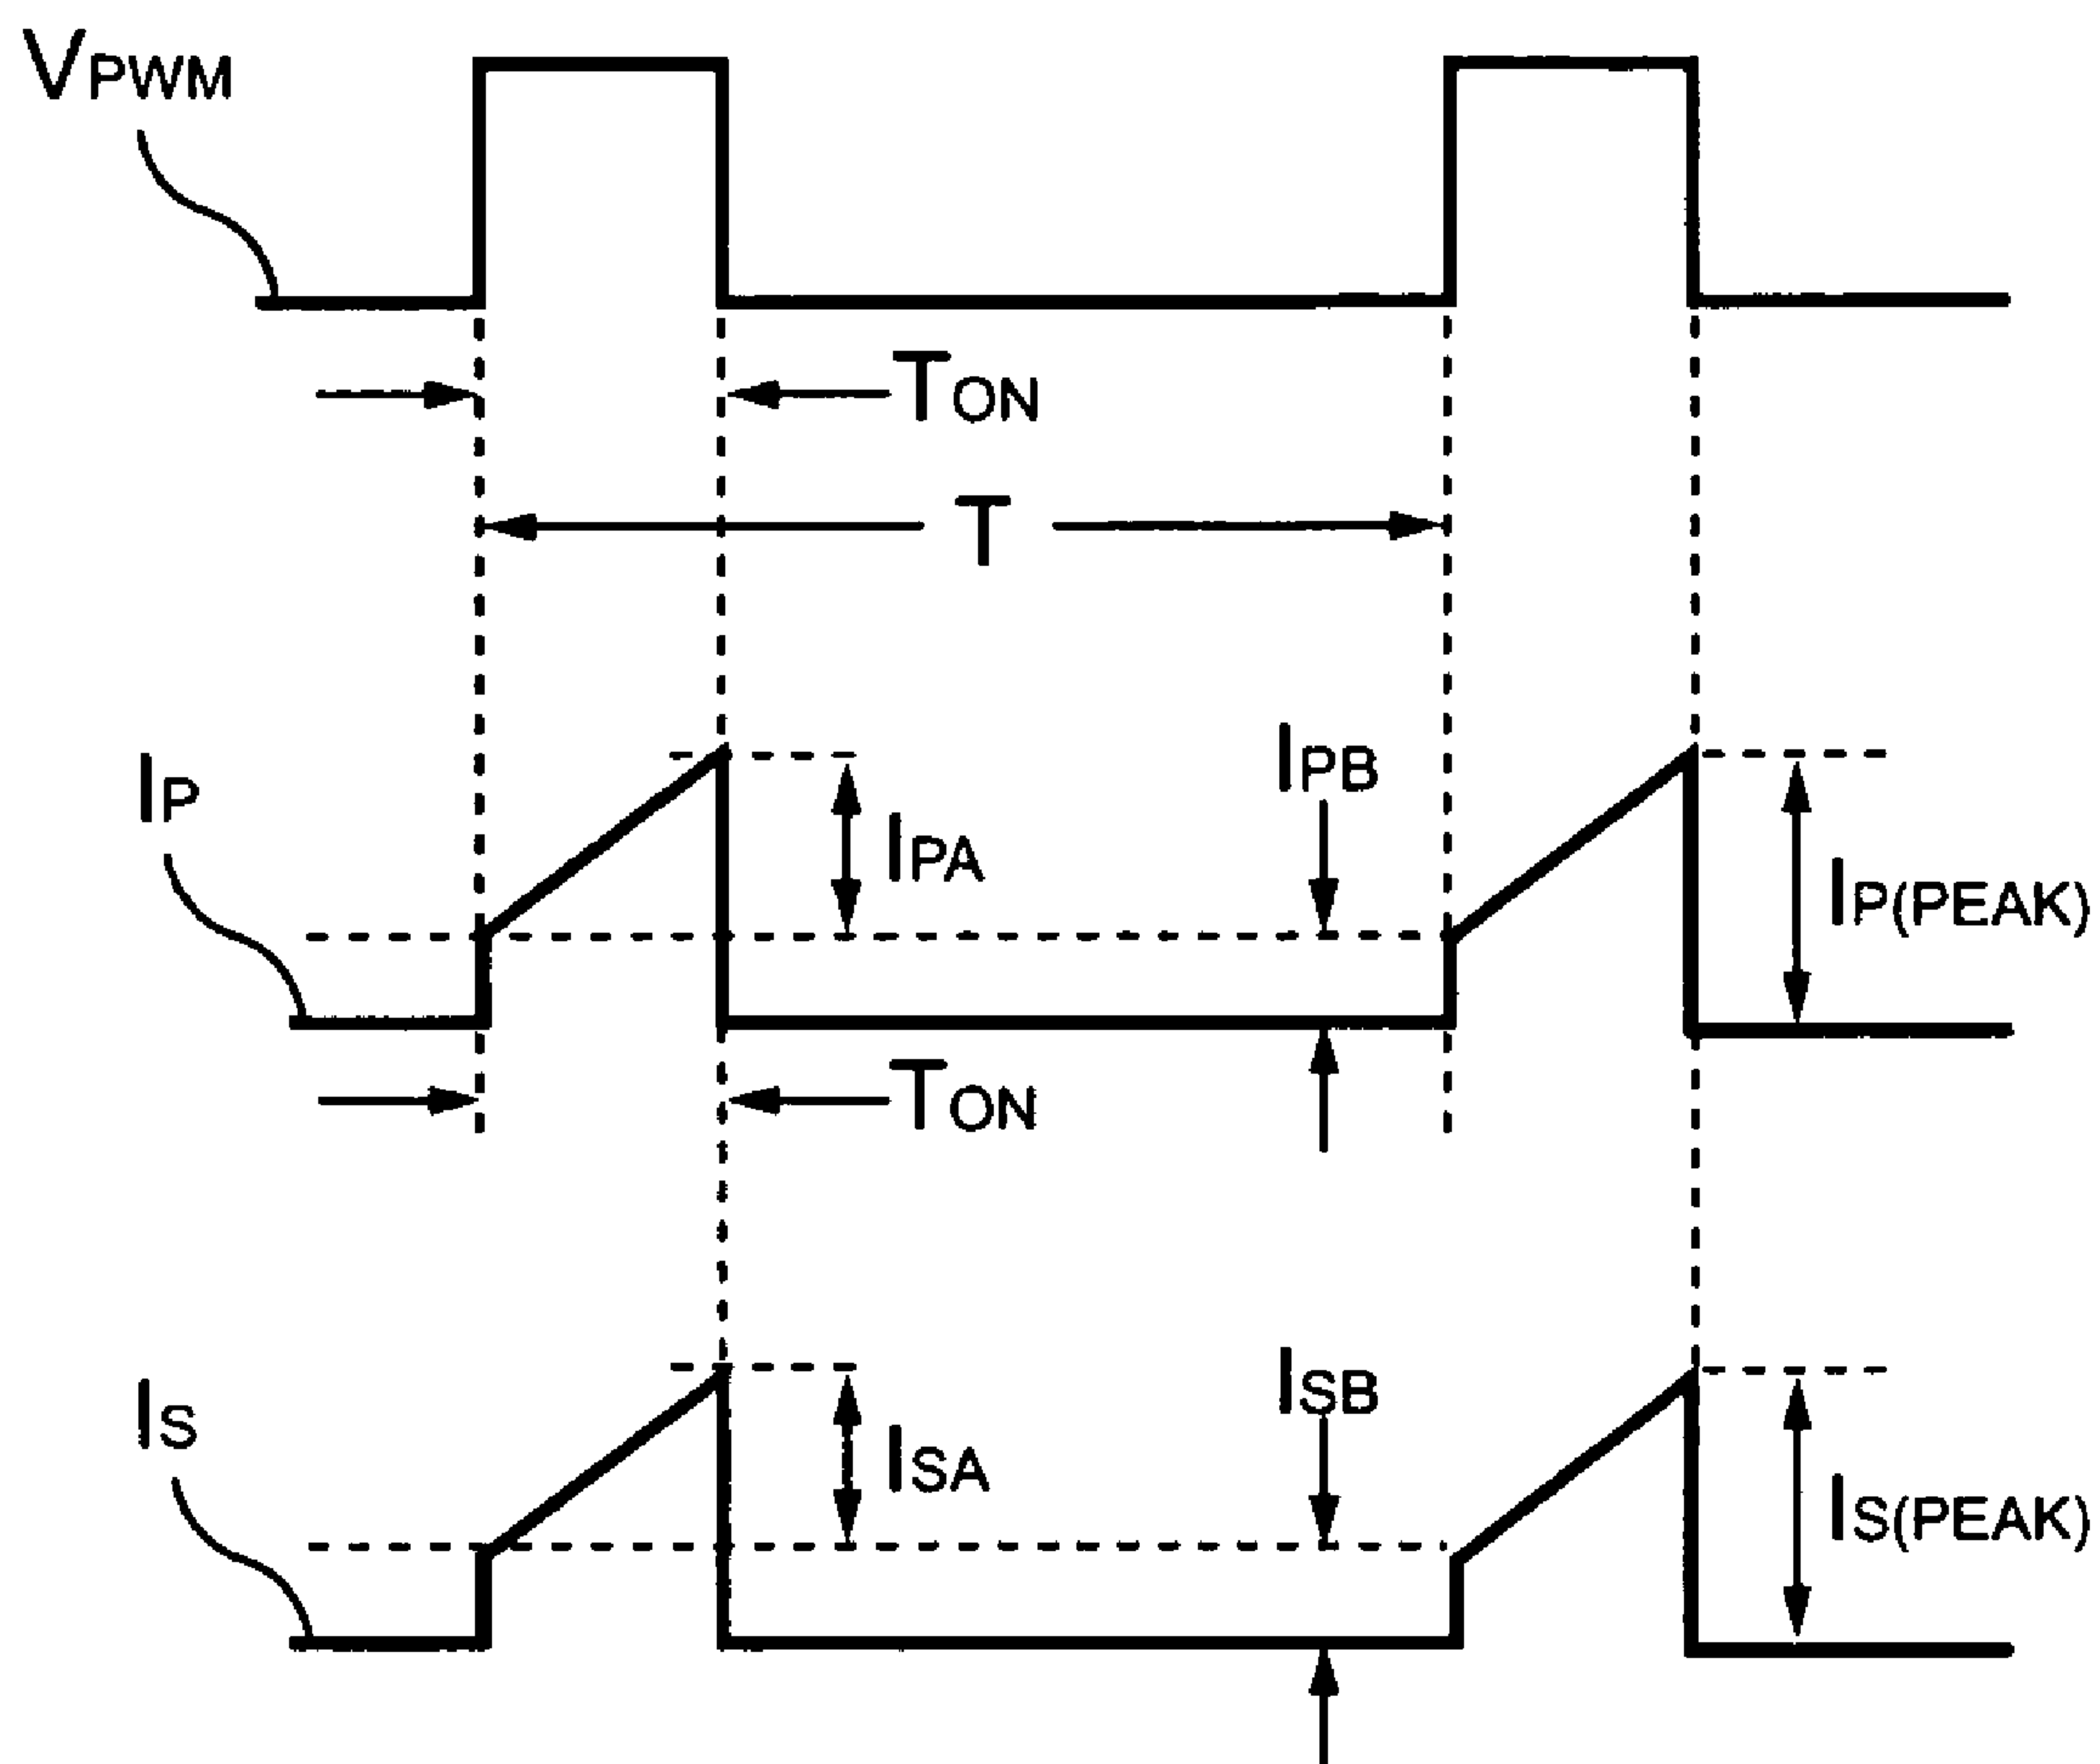 VPWM
TON
T
IP
IPA
IPB
IP(PEAK)
TON
IS
ISA
ISB
IS(PEAK)